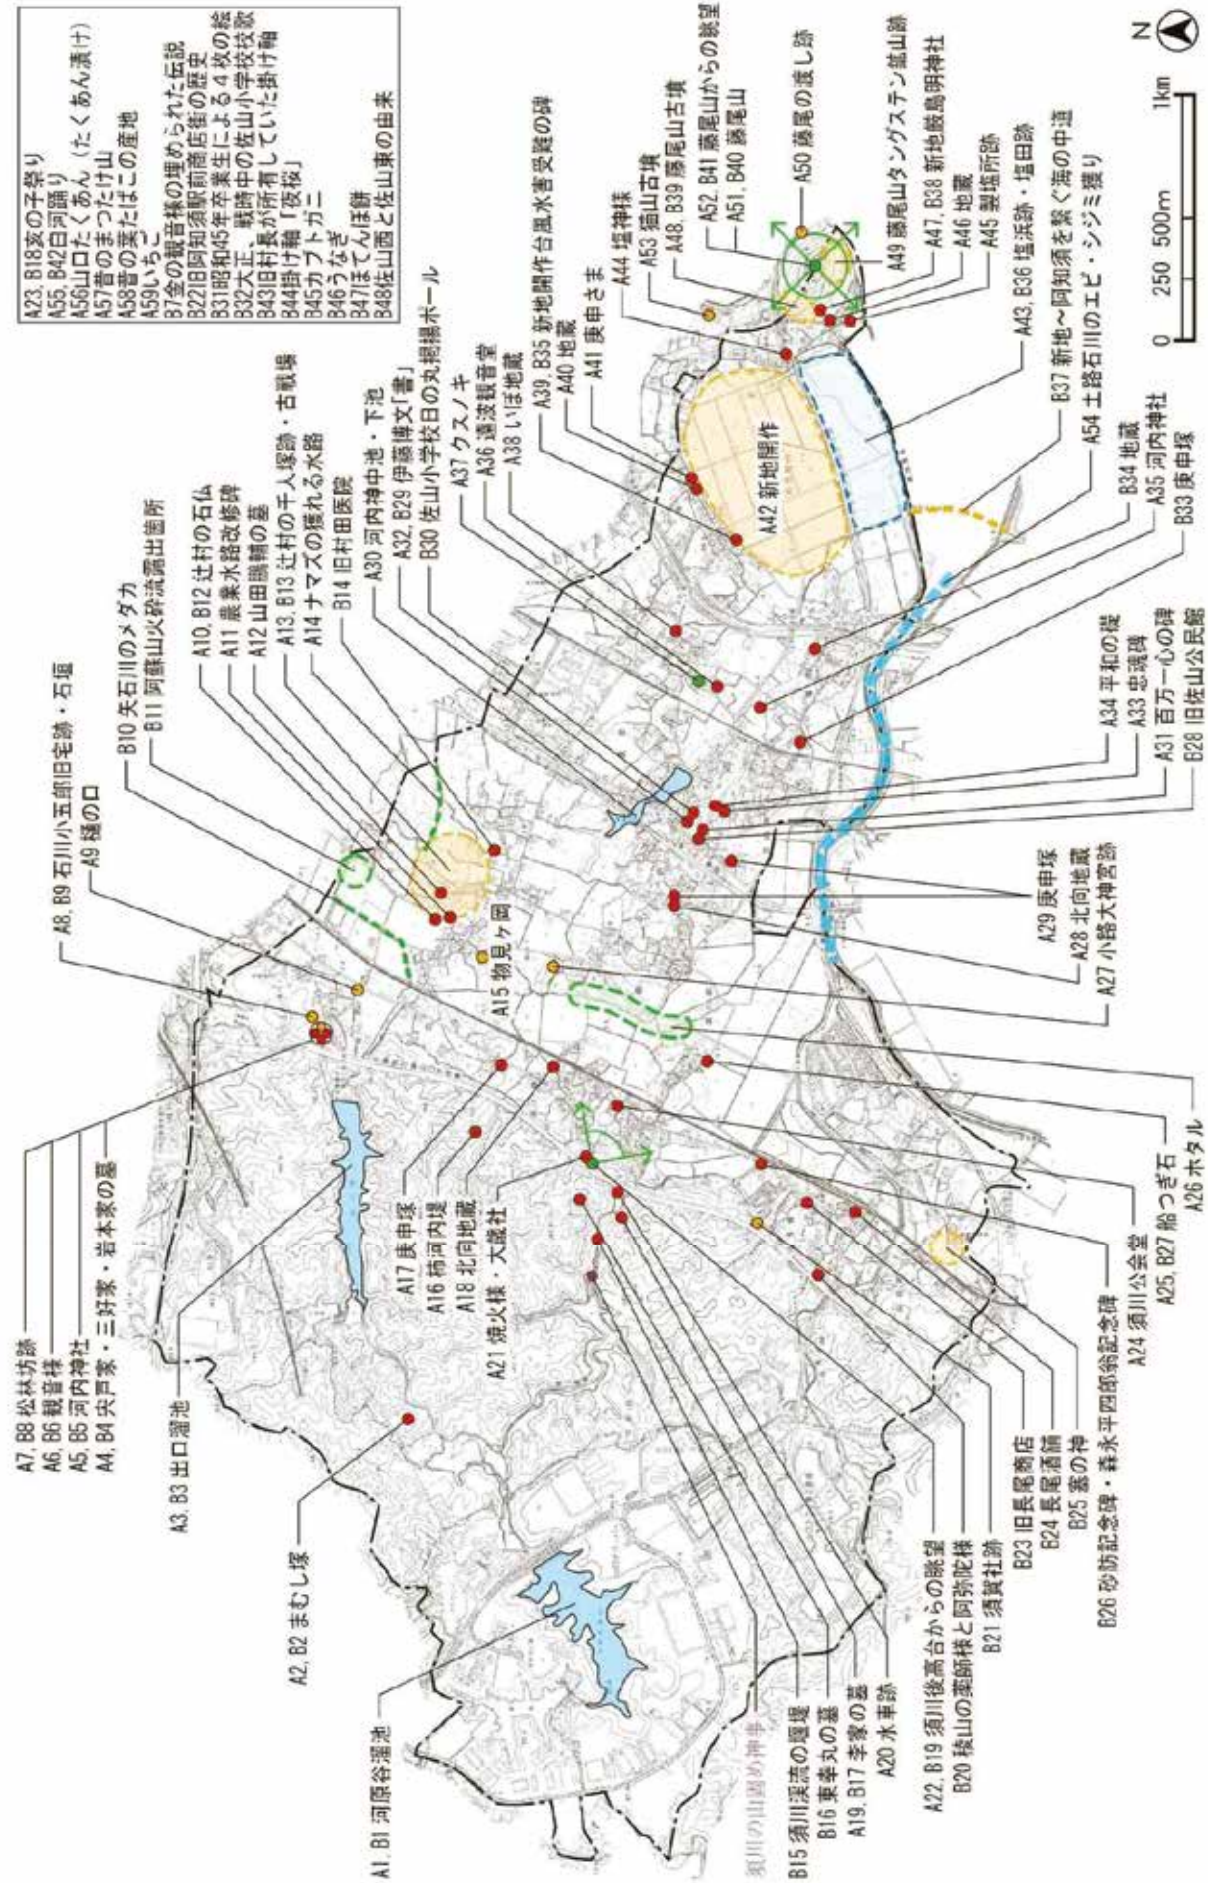 A23, B18亥の子祭り
A55, B42白河踊り
A56山口たくあん（たくあん漬け）
A57昔のまつたけ山
A58昔の葉たばこの産地
A59いちご
B7金の観音様の埋められた伝説
B22旧阿知須駅前商店街の歴史
B31昭和45年卒業生による4枚の絵
B32大正、戦時中の佐山小学校校歌
B43旧村長が所有していた掛け軸
B44掛け軸「夜桜」
B45カブトガニ
B46うなぎ
B47ほてんぽ餅
B48佐山西と佐山東の由来
A7, B8 松林坊跡
A6, B6 観音様
A5, B5 河内神社
A4, B4 宍戸家・三好家・岩本家の墓
A3, B3 出口溜池
A2, B2 まむし塚
A1, B1 河原谷溜池
A8, B9 石川小五郎旧宅跡・石垣
A9 樋の口
B10 矢石川のメダカ
B11 阿蘇山火砕流露出箇所
A10, B12 辻村の石仏
A11 農業水路改修碑
A12 山田鵬輔の墓
A13, B13 辻村の千人塚跡・古戦場
A14 ナマズの獲れる水路
B14 旧村田医院
A30 河内神中池・下池
A32, B29 伊藤博文「書」
B30 佐山小学校日の丸掲揚ポール
A37 クスノキ
A36 遠波観音堂
A38 いぼ地蔵
A39, B35 新地開作台風水害受難の碑
A40 地蔵
A41 庚申さま
A44 塩神様
A53 猫山古墳
A48, B39 藤尾山古墳
A52, B41 藤尾山からの眺望
A51, B40 藤尾山
A50 藤尾の渡し跡
A49 藤尾山タングステン鉱山跡
A47, B38 新地厳島明神社
A46 地蔵
A45 製塩所跡
A43, B36 塩浜跡・塩田跡
B37 新地～阿知須を繋ぐ海の中道
A54 土路石川のエビ・シジミ獲り
B34 地蔵
A35 河内神社
B33 庚申塚
A42 新地開作
A34 平和の礎
A33 忠魂碑
A31 百万一心の碑
B28 旧佐山公民館
A29 庚申塚
A28 北向地蔵
A27 小路大神宮跡
A15 物見ヶ岡
A17 庚申塚
A16 柿河内堤
A18 北向地蔵
A21 焼火様・大歳社
A26 ホタル
A25, B27 船つぎ石
A24 須川公会堂
B26 砂防記念碑・森永平四郎翁記念碑
B25 塞の神
B24 長尾酒舗
B23 旧長尾商店
B21 須賀社跡
B20 稜山の薬師様と阿弥陀様
A22, B19 須川後高台からの眺望
A20 水車跡
A19, B17 李家の墓
B16 東幸丸の墓
B15 須川渓流の堰堤
須川の山固め神事
N
0 250 500m 1km